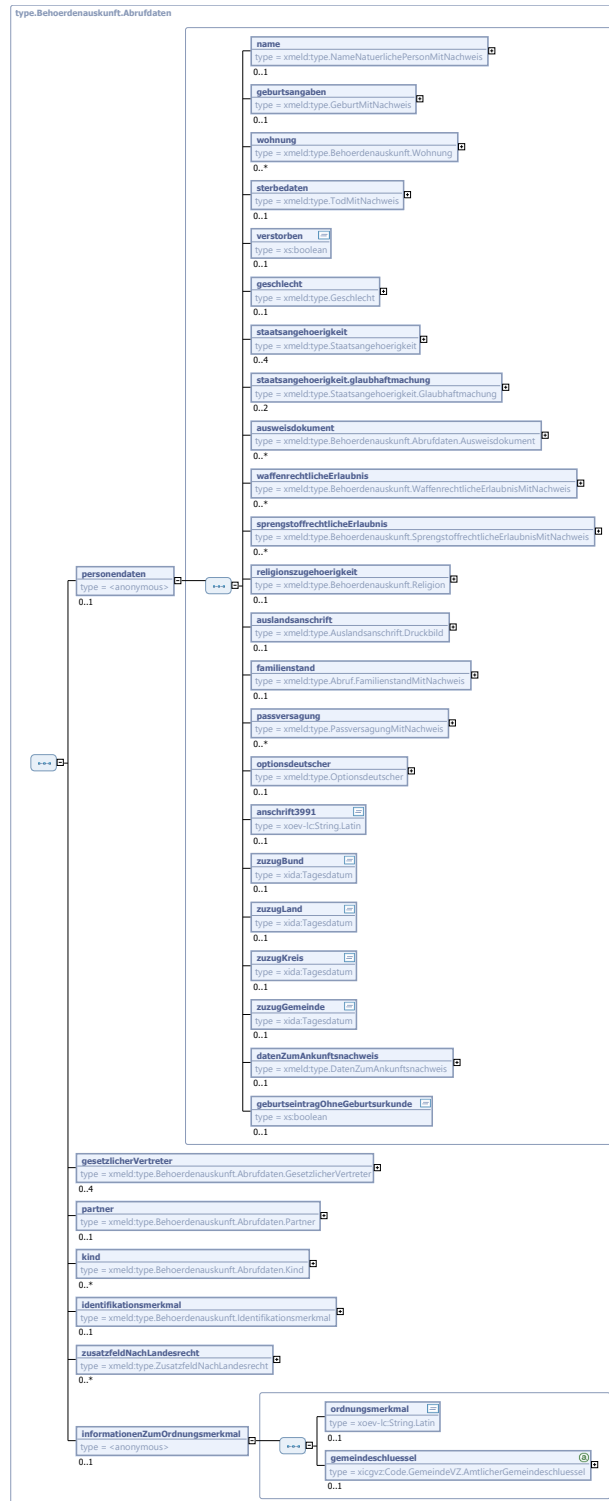 type.Behoerdenauskunft.Abrufdaten
name
type = xmeld:type.NameNatuerlichePersonMitNachweis
0..1
geburtsangaben
type = xmeld:type.GeburtMitNachweis
0..1
wohnung
type = xmeld:type.Behoerdenauskunft.Wohnung
0..*
sterbedaten
type = xmeld:type.TodMitNachweis
0..1
verstorben
type = xs:boolean
0..1
geschlecht
type = xmeld:type.Geschlecht
0..1
staatsangehoerigkeit
type = xmeld:type.Staatsangehoerigkeit
0..4
staatsangehoerigkeit.glaubhaftmachung
type = xmeld:type.Staatsangehoerigkeit.Glaubhaftmachung
0..2
ausweisdokument
type = xmeld:type.Behoerdenauskunft.Abrufdaten.Ausweisdokument
0..*
waffenrechtlicheErlaubnis
type = xmeld:type.Behoerdenauskunft.WaffenrechtlicheErlaubnisMitNachweis
0..*
sprengstoffrechtlicheErlaubnis
type = xmeld:type.Behoerdenauskunft.SprengstoffrechtlicheErlaubnisMitNachweis
0..*
personendaten
type = <anonymous>
0..1
religionszugehoerigkeit
type = xmeld:type.Behoerdenauskunft.Religion
0..1
auslandsanschrift
type = xmeld:type.Auslandsanschrift.Druckbild
0..1
familienstand
type = xmeld:type.Abruf.FamilienstandMitNachweis
0..1
passversagung
type = xmeld:type.PassversagungMitNachweis
0..*
optionsdeutscher
type = xmeld:type.Optionsdeutscher
0..1
anschrift3991
type = xoev-lc:String.Latin
0..1
zuzugBund
type = xida:Tagesdatum
0..1
zuzugLand
type = xida:Tagesdatum
0..1
zuzugKreis
type = xida:Tagesdatum
0..1
zuzugGemeinde
type = xida:Tagesdatum
0..1
datenZumAnkunftsnachweis
type = xmeld:type.DatenZumAnkunftsnachweis
0..1
geburtseintragOhneGeburtsurkunde
type = xs:boolean
0..1
gesetzlicherVertreter
type = xmeld:type.Behoerdenauskunft.Abrufdaten.GesetzlicherVertreter
0..4
partner
type = xmeld:type.Behoerdenauskunft.Abrufdaten.Partner
0..1
kind
type = xmeld:type.Behoerdenauskunft.Abrufdaten.Kind
0..*
identifikationsmerkmal
type = xmeld:type.Behoerdenauskunft.Identifikationsmerkmal
0..1
zusatzfeldNachLandesrecht
type = xmeld:type.ZusatzfeldNachLandesrecht
0..*
ordnungsmerkmal
type = xoev-lc:String.Latin
0..1
informationenZumOrdnungsmerkmal
type = <anonymous>
0..1
gemeindeschluessel
type = xicgvz:Code.GemeindeVZ.AmtlicherGemeindeschluessel
0..1